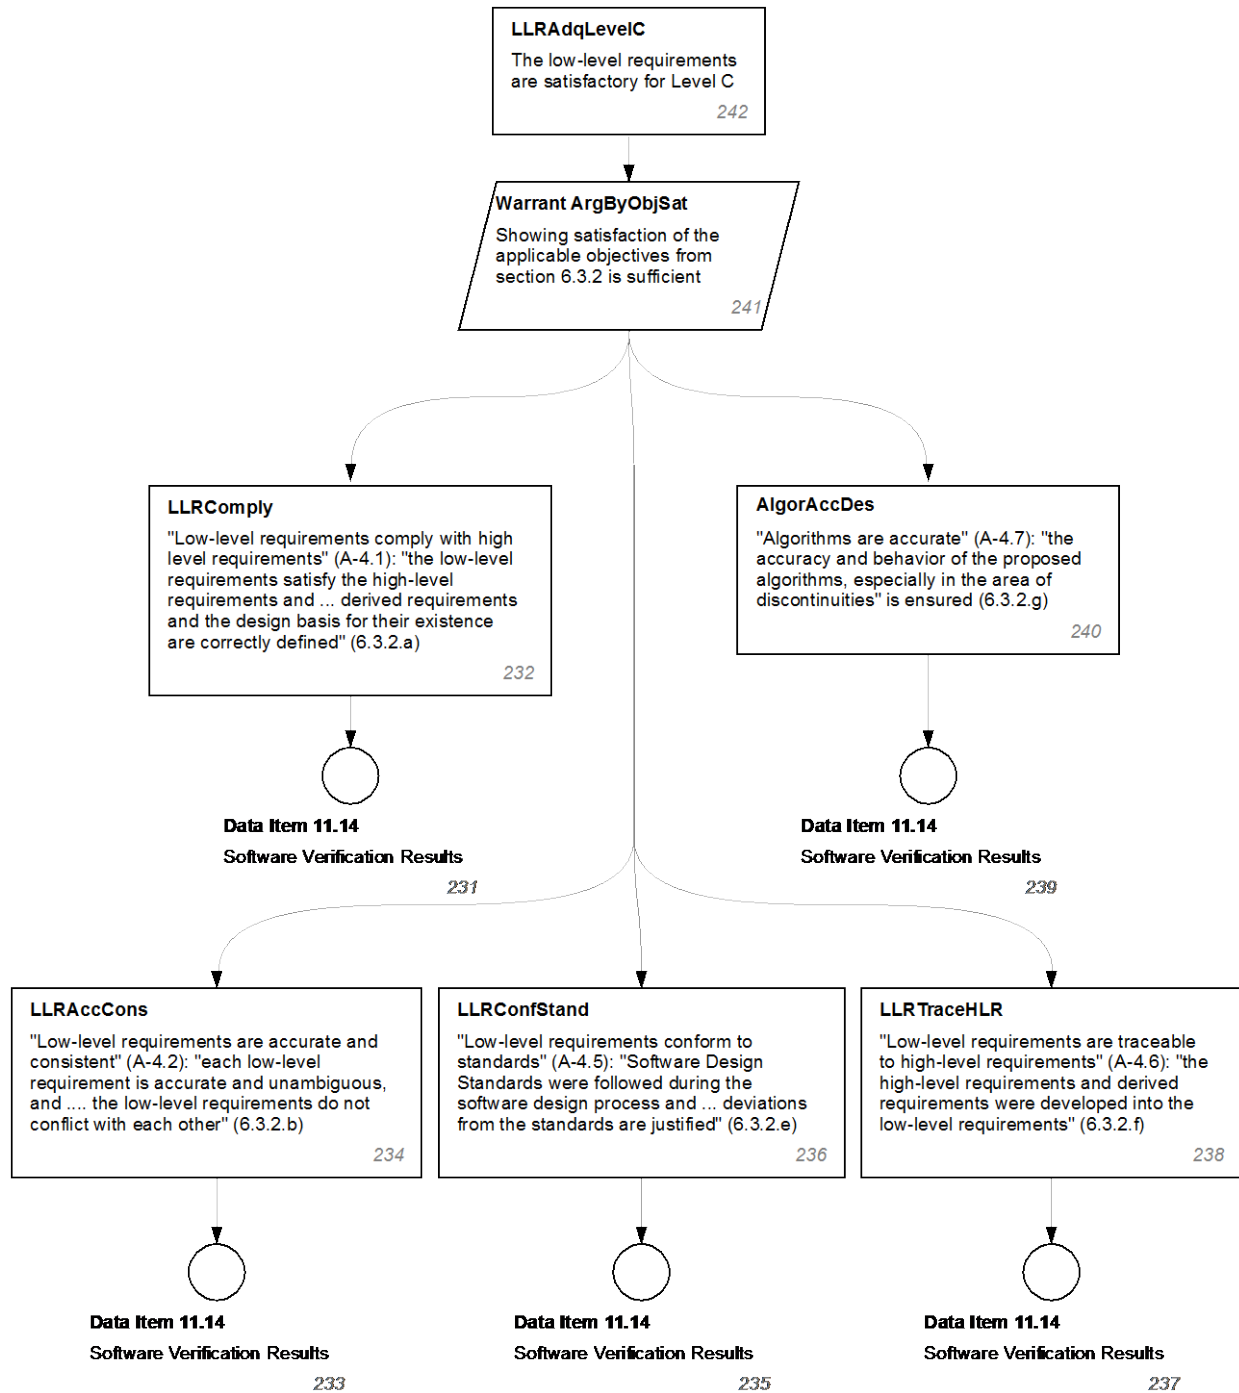 LLRAdqLevelC
The low-level requirements
are satisfactory for Level C
242
Warrant ArgByObjSat
Showing satisfaction of the
applicable objectives from
section 6.3.2 is sufficient
241
LLRComply
"Low-level requirements comply with high
level requirements" (A-4.1): "the low-level
requirements satisfy the high-level
requirements and ... derived requirements
and the design basis for their existence
are correctly defined" (6.3.2.a)
232
AlgorAccDes
"Algorithms are accurate" (A-4.7): "the
accuracy and behavior of the proposed
algorithms, especially in the area of
discontinuities" is ensured (6.3.2.g)
240
Data Item 11.14
Software Verification Results
231
Data Item 11.14
Software Verification Results
239
LLRAccCons
"Low-level requirements are accurate and
consistent" (A-4.2): "each low-level
requirement is accurate and unambiguous,
and .... the low-level requirements do not
conflict with each other" (6.3.2.b)
234
LLRConfStand
"Low-level requirements conform to
standards" (A-4.5): "Software Design
Standards were followed during the
software design process and ... deviations
from the standards are justified" (6.3.2.e)
236
LLRTraceHLR
"Low-level requirements are traceable
to high-level requirements" (A-4.6): "the
high-level requirements and derived
requirements were developed into the
low-level requirements" (6.3.2.f)
238
Data Item 11.14
Software Verification Results
233
Data Item 11.14
Software Verification Results
235
Data Item 11.14
Software Verification Results
237